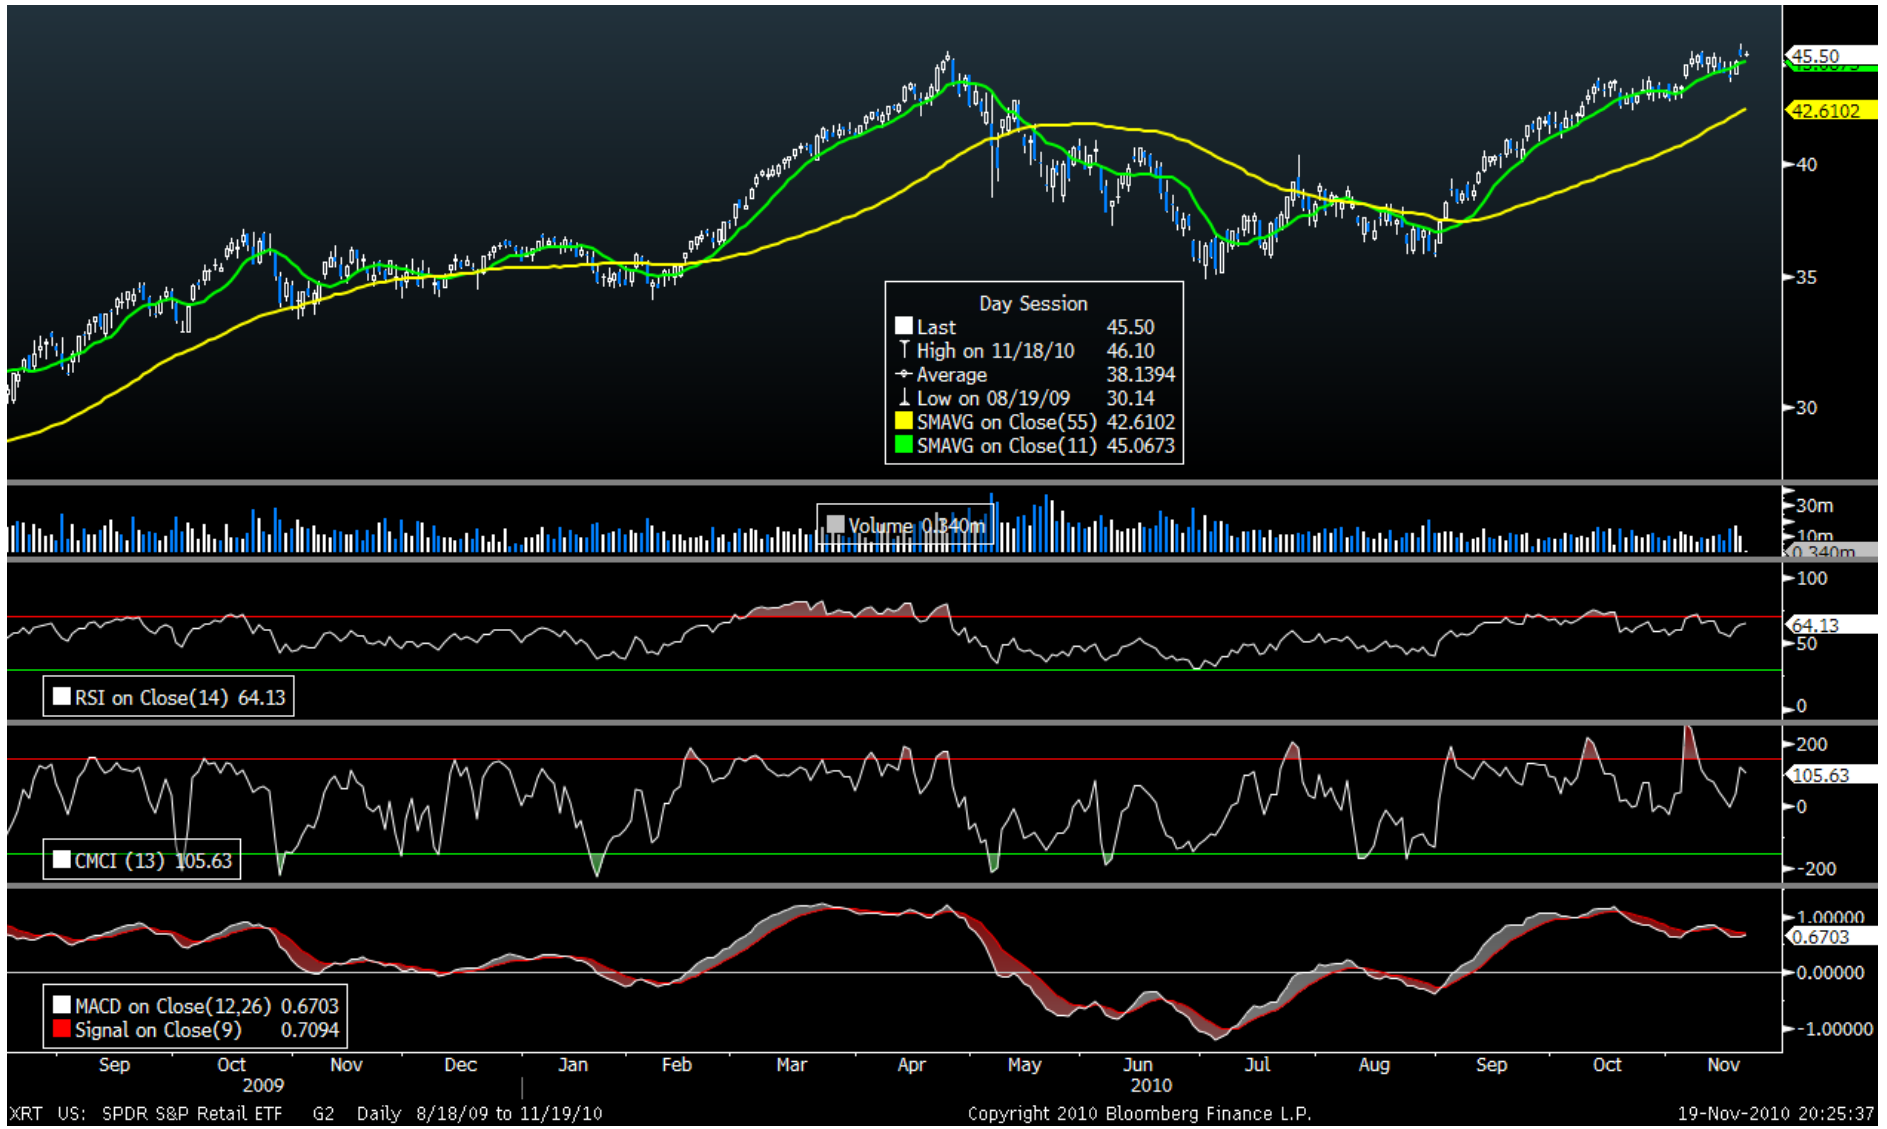 45.50
42.6102
40
35
30
Day Session
Last 45.50
High on 11/18/10 46.10
Average 38.1394
Low on 08/19/09 30.14
SMAVG on Close(55) 42.6102
SMAVG on Close(11) 45.0673
30m
10m
0.340m
Volume 0.340m
100
64.13
50
0
RSI on Close(14) 64.13
200
105.63
0
-200
CMCI (13) 105.63
1.00000
0.6703
0.00000
-1.00000
MACD on Close(12,26) 0.6703
Signal on Close(9) 0.7094
Sep Oct Nov Dec Jan Feb Mar Apr May Jun Jul Aug Sep Oct Nov
2009 2010
XRT US: SPDR S&P Retail ETF G2 Daily 8/18/09 to 11/19/10 Copyright 2010 Bloomberg Finance L.P. 19-Nov-2010 20:25:37